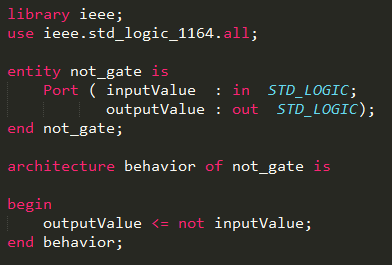 library ieee;
use ieee.std_logic_1164.all;
entity not_gate is
Port ( inputValue : in STD_LOGIC;
outputValue : out STD_LOGIC);
end not_gate;
architecture behavior of not_gate is
begin
outputValue <= not inputValue;
end behavior;